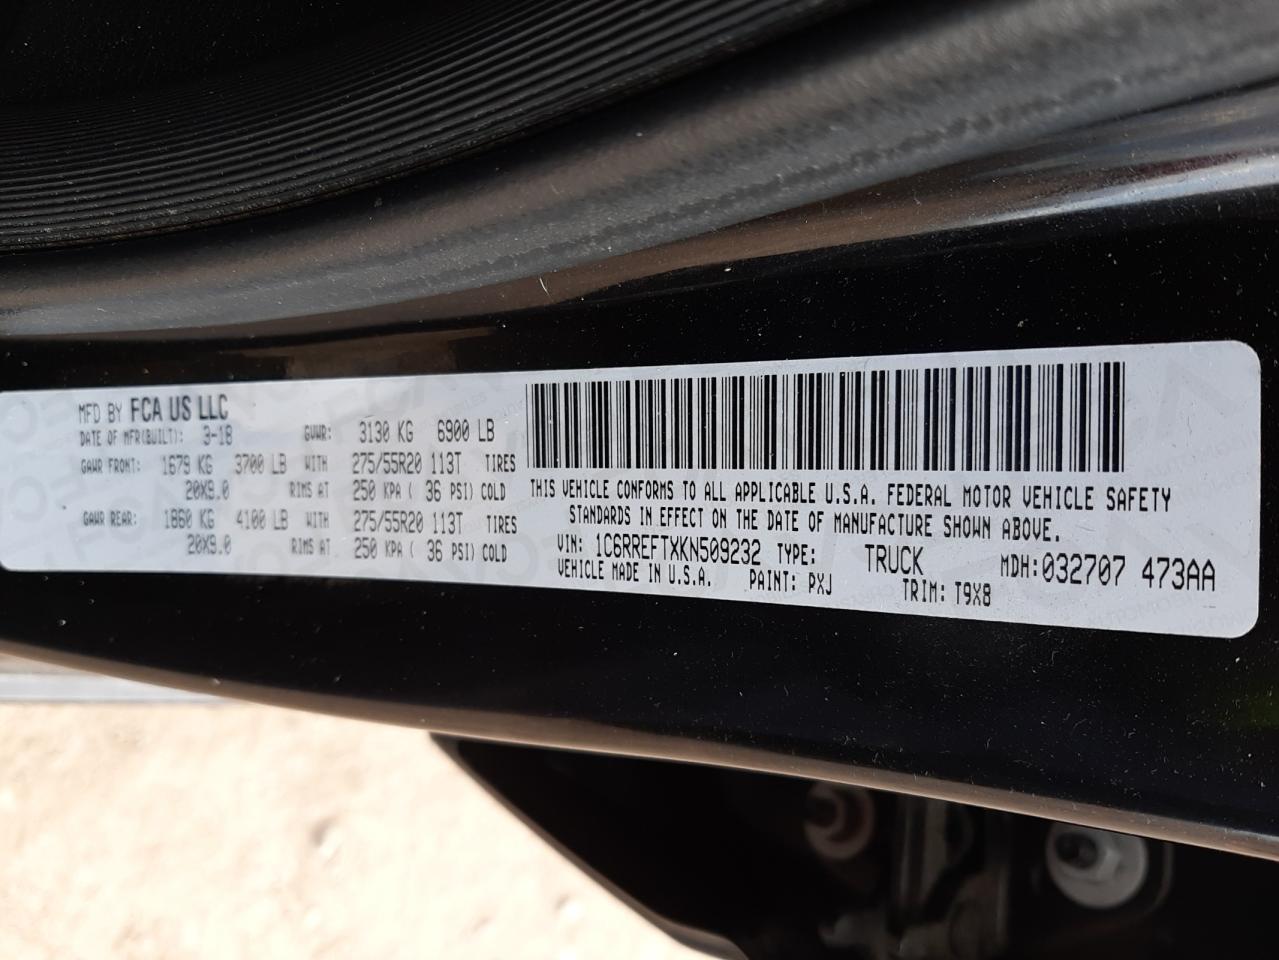 MFD BY FCA US LLC
DATE OF MFR(BUILT): 3-18 GVWR: 3130 KG 6900 LB
GAWR FRONT: 1679 KG 3700 LB WITH 275/55R20 113T TIRES
20X9.0 RIMS AT 250 KPA ( 36 PSI) COLD
GAWR REAR: 1860 KG 4100 LB WITH 275/55R20 113T TIRES
20X9.0 RIMS AT 250 KPA ( 36 PSI) COLD
THIS VEHICLE CONFORMS TO ALL APPLICABLE U.S.A. FEDERAL MOTOR VEHICLE SAFETY
STANDARDS IN EFFECT ON THE DATE OF MANUFACTURE SHOWN ABOVE.
VIN: 1C6RREFTXKN509232 TYPE: TRUCK MDH:032707 473AA
VEHICLE MADE IN U.S.A. PAINT: PXJ TRIM: T9X8